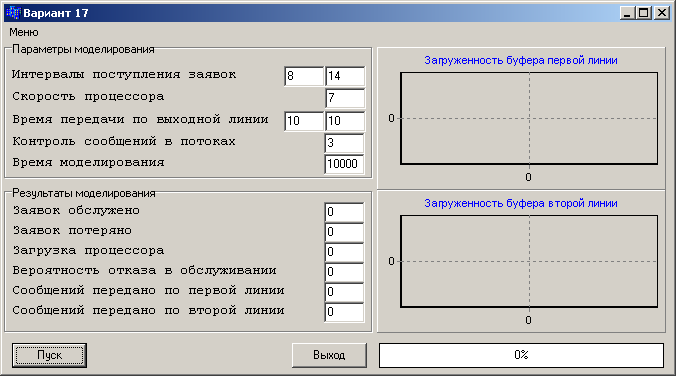 Вариант 17
Меню
Параметры моделирования
Интервалы поступления заявок 8 14
Скорость процессора 7
Время передачи по выходной линии 10 10
Контроль сообщений в потоках 3
Время моделирования 10000
Результаты моделирования
Заявок обслужено 0
Заявок потеряно 0
Загрузка процессора 0
Вероятность отказа в обслуживании 0
Сообщений передано по первой линии 0
Сообщений передано по второй линии 0
Загруженность буфера первой линии
0
0
Загруженность буфера второй линии
0
0
Пуск Выход 0%